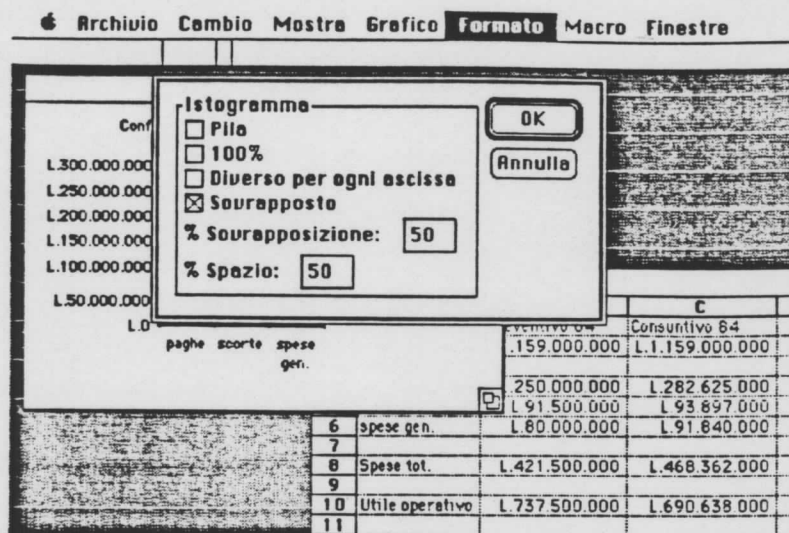 Archivio Cambio Mostra Grafico Formato Macro Finestre
Istogramma
Pila
100%
Diverso per ogni ascissa
Sovrapposto
% Sovrapposizione: 50
% Spazio: 50
OK
Annulla
Conf
L.300.000.000
L.250.000.000
L.200.000.000
L.150.000.000
L.100.000.000
L.50.000.000
L.0
paghe scorte spese
gen.
C
Consuntivo 84
.159.000.000 L.1.159.000.000
.250.000.000 L.282.625.000
L 91.500.000 L 93.897.000
6 spese gen. L.80.000.000 L.91.840.000
7
8 Spese tot. L.421.500.000 L.468.362.000
9
10 Utile operativo L.737.500.000 L.690.638.000
11